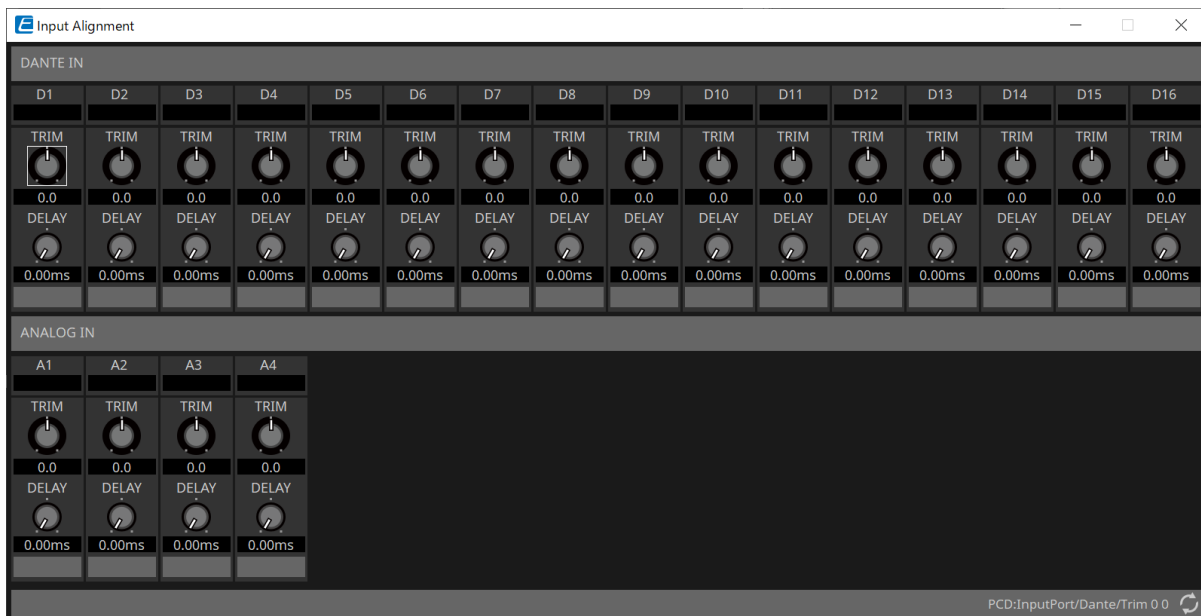 Input Alignment
DANTE IN
D1 D2 D3 D4 D5 D6 D7 D8 D9 D10 D11 D12 D13 D14 D15 D16
TRIM TRIM TRIM TRIM TRIM TRIM TRIM TRIM TRIM TRIM TRIM TRIM TRIM TRIM TRIM TRIM
0.0 0.0 0.0 0.0 0.0 0.0 0.0 0.0 0.0 0.0 0.0 0.0 0.0 0.0 0.0 0.0
DELAY DELAY DELAY DELAY DELAY DELAY DELAY DELAY DELAY DELAY DELAY DELAY DELAY DELAY DELAY DELAY
0.00ms 0.00ms 0.00ms 0.00ms 0.00ms 0.00ms 0.00ms 0.00ms 0.00ms 0.00ms 0.00ms 0.00ms 0.00ms 0.00ms 0.00ms 0.00ms
ANALOG IN
A1 A2 A3 A4
TRIM TRIM TRIM TRIM
0.0 0.0 0.0 0.0
DELAY DELAY DELAY DELAY
0.00ms 0.00ms 0.00ms 0.00ms
PCD:InputPort/Dante/Trim 0 0